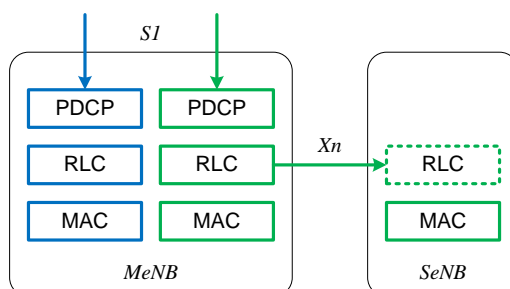 S1
PDCP PDCP
RLC RLC Xn RLC
MAC MAC MAC
MeNB SeNB